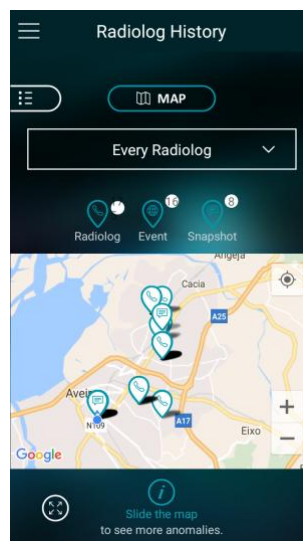 Radiolog History
MAP
Every Radiolog
16
8
Radiolog
Event
Snapshot
Angeja
Cacia
A25
Avei
N109
A17
Eixo
+
−
Google
i
Slide the map
to see more anomalies.